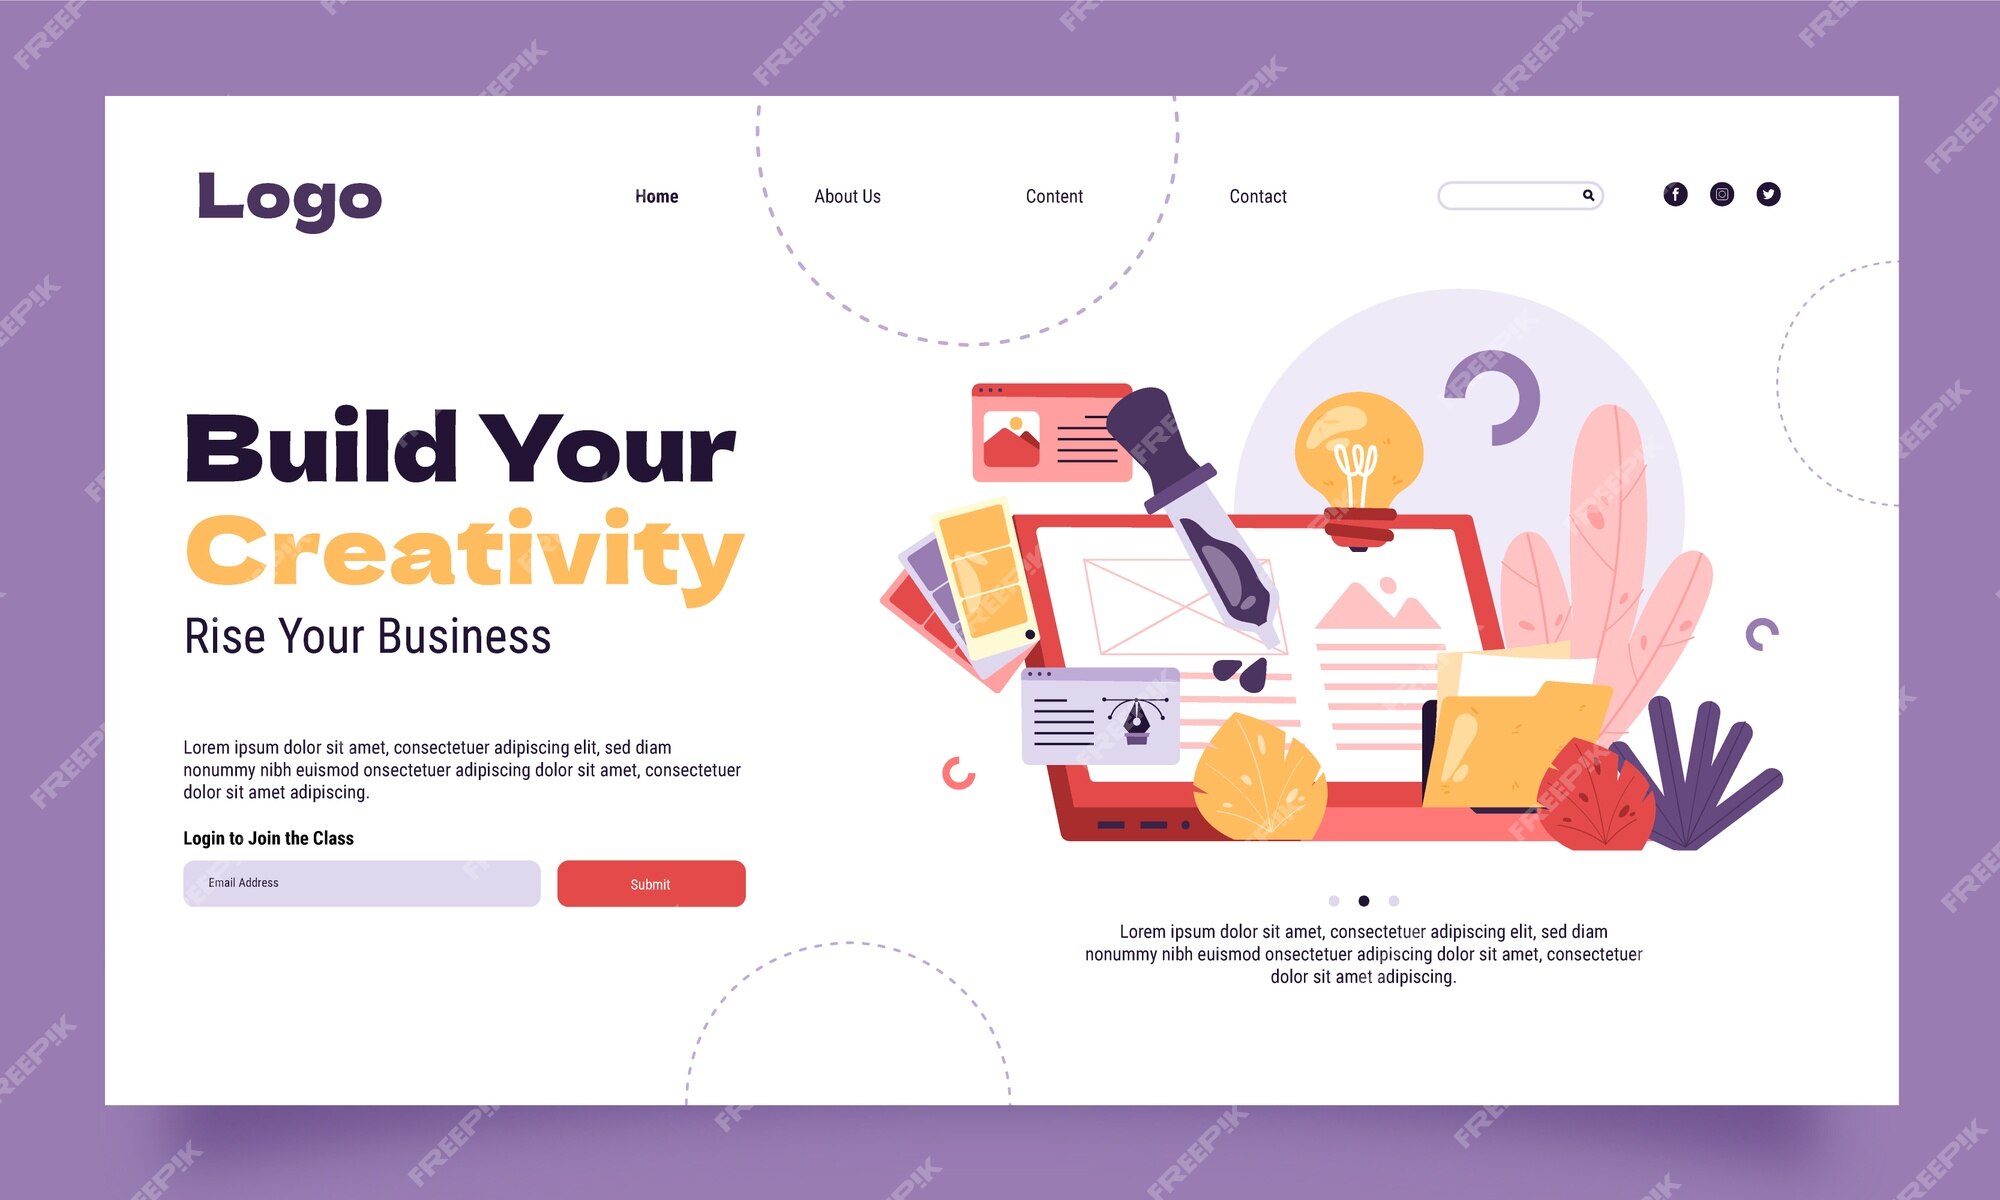 Logo
Home
About Us
Content
Contact
Build Your
Creativity
Rise Your Business
Lorem ipsum dolor sit amet, consectetuer adipiscing elit, sed diam
nonummy nibh euismod onsectetuer adipiscing dolor sit amet, consectetuer
dolor sit amet adipiscing.
Login to Join the Class
Email Address
Submit
Lorem ipsum dolor sit amet, consectetuer adipiscing elit, sed diam
nonummy nibh euismod onsectetuer adipiscing dolor sit amet, consectetuer
dolor sit amet adipiscing.
FREEPIK